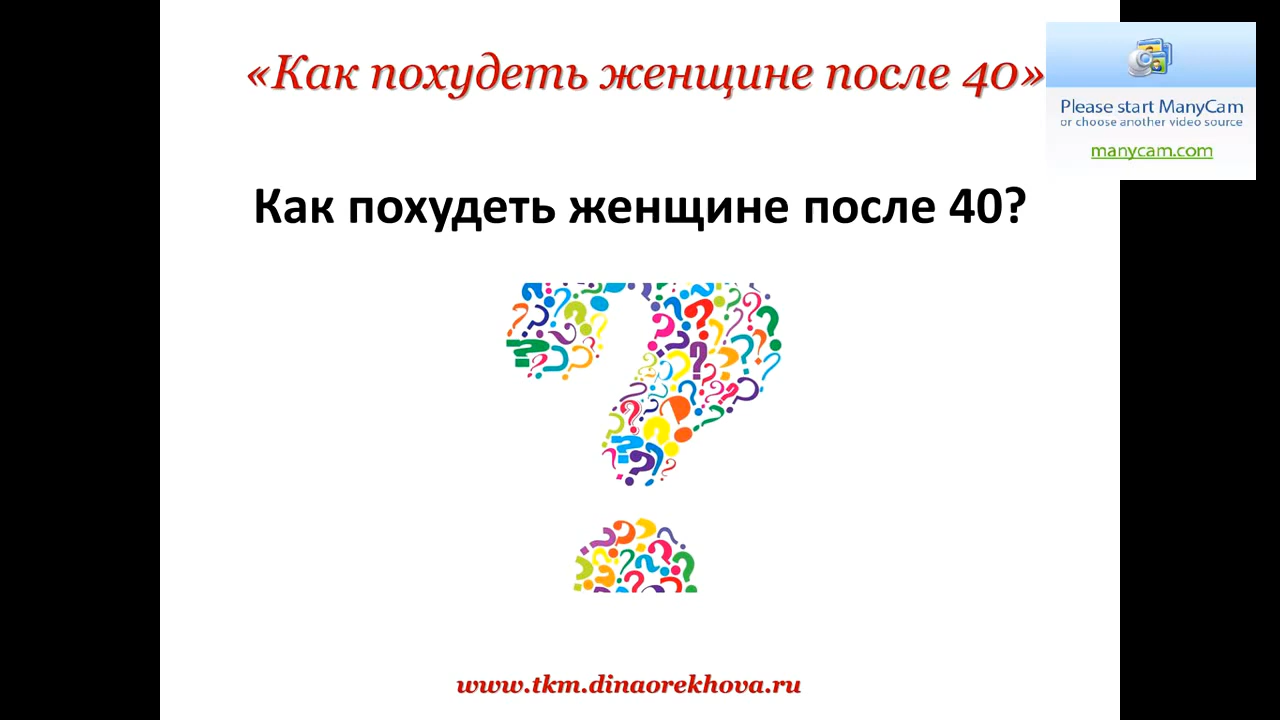 «Как похудеть женщине после 40»
Please start ManyCam
or choose another video source
manycam.com
Как похудеть женщине после 40?
www.tkm.dinaorekhova.ru